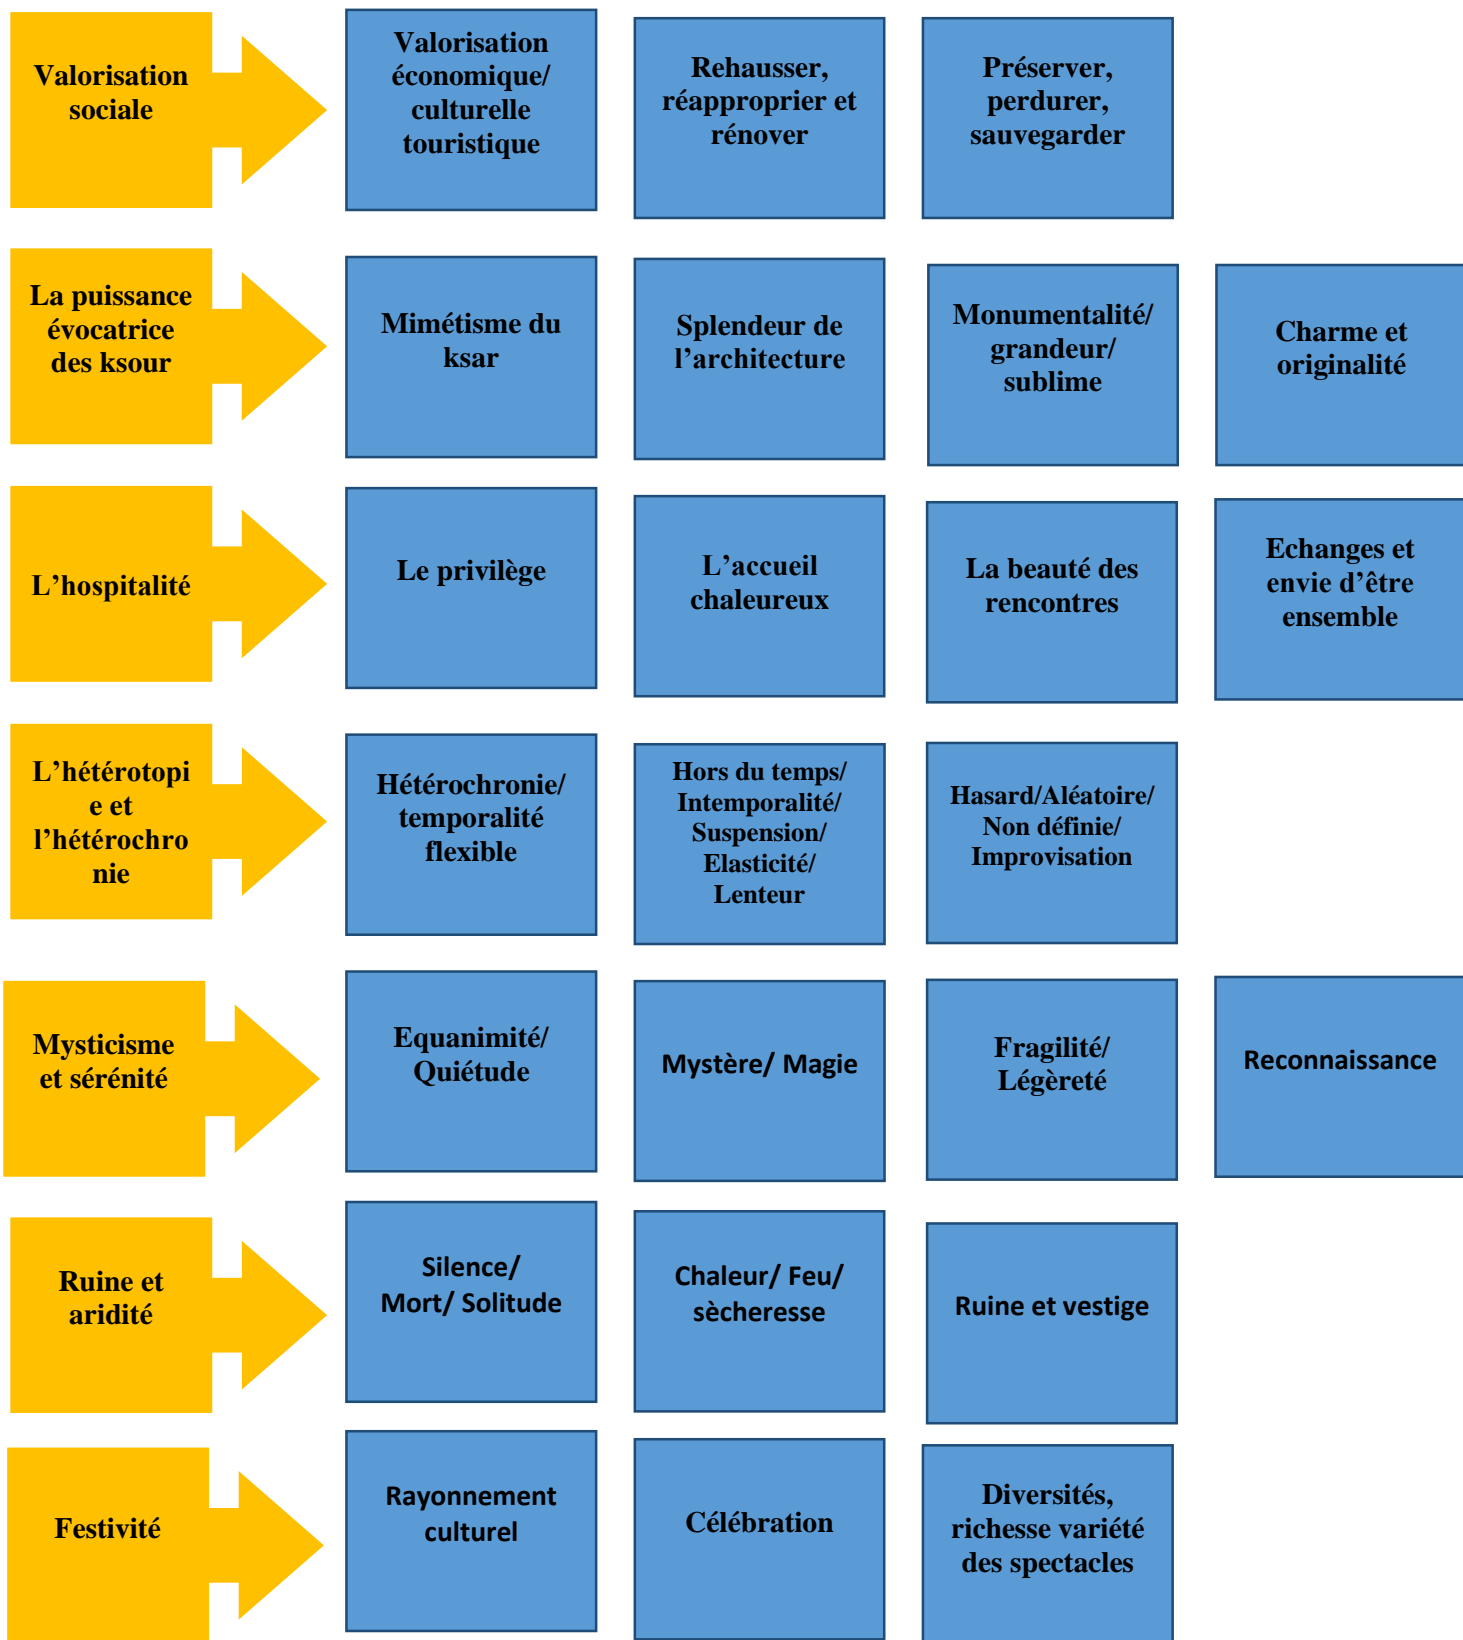 Valorisation
sociale
Valorisation
économique/
culturelle
touristique
Rehausser,
réapproprier et
rénover
Préserver,
perdurer,
sauvegarder
La puissance
évocatrice
des ksour
Mimétisme du
ksar
Splendeur de
l’architecture
Monumentalité/
grandeur/
sublime
Charme et
originalité
L’hospitalité
Le privilège
L’accueil
chaleureux
La beauté des
rencontres
Echanges et
envie d’être
ensemble
L’hétérotopi
e et
l’hétérochro
nie
Hétérochronie/
temporalité
flexible
Hors du temps/
Intemporalité/
Suspension/
Elasticité/
Lenteur
Hasard/Aléatoire/
Non définie/
Improvisation
Mysticisme
et sérénité
Equanimité/
Quiétude
Mystère/ Magie
Fragilité/
Légèreté
Reconnaissance
Ruine et
aridité
Silence/
Mort/ Solitude
Chaleur/ Feu/
sècheresse
Ruine et vestige
Festivité
Rayonnement
culturel
Célébration
Diversités,
richesse variété
des spectacles